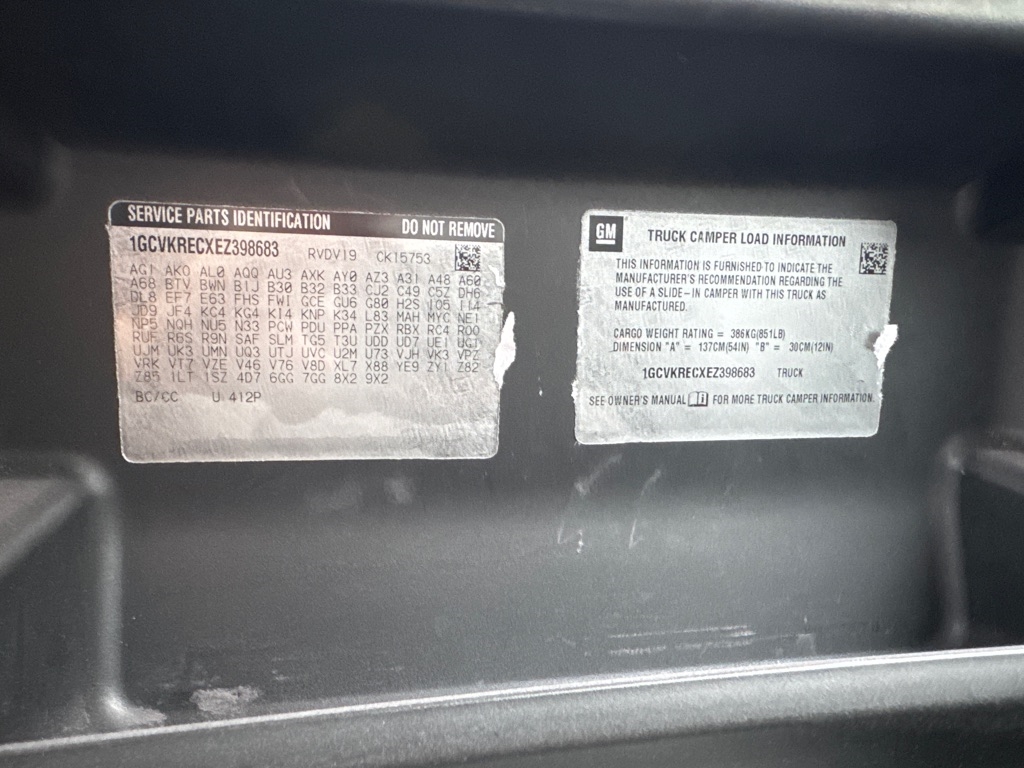 SERVICE PARTS IDENTIFICATION DO NOT REMOVE
1GCVKRECXEZ398683 RVDV19 CK15753
AG1 AKO AL0 AQQ AU3 AXK AY0 AZ3 A31 A48 A60
A68 BTV BWN B1J B30 B32 B33 CJ2 C49 C5Z DH6
DL8 EF7 E63 FHS FWI GCE GU6 G80 H2S IO5 I14
JD9 JF4 KC4 KG4 K14 KNP K34 L83 MAH MYC NE1
NP5 NQH NU5 N33 PCW PDU PPA PZX RBX RC4 R00
RUF R6S R9N SAF SLM TG5 T3U UDD UD7 UE1 UG1
UJM UK3 UMN UQ3 UTJ UVC U2M U73 VJH VK3 VPZ
VRK VT7 VZE V46 V76 V8D XL7 X88 YE9 ZY1 Z82
Z85 1LT 1SZ 4D7 6GG 7GG 8X2 9X2
BC/CC U 412P
GM TRUCK CAMPER LOAD INFORMATION
THIS INFORMATION IS FURNISHED TO INDICATE THE
MANUFACTURER'S RECOMMENDATION REGARDING THE
USE OF A SLIDE-IN CAMPER WITH THIS TRUCK AS
MANUFACTURED.
CARGO WEIGHT RATING = 386KG(851LB)
DIMENSION "A" = 137CM(54IN) "B" = 30CM(12IN)
1GCVKRECXEZ398683 TRUCK
SEE OWNER'S MANUAL FOR MORE TRUCK CAMPER INFORMATION.